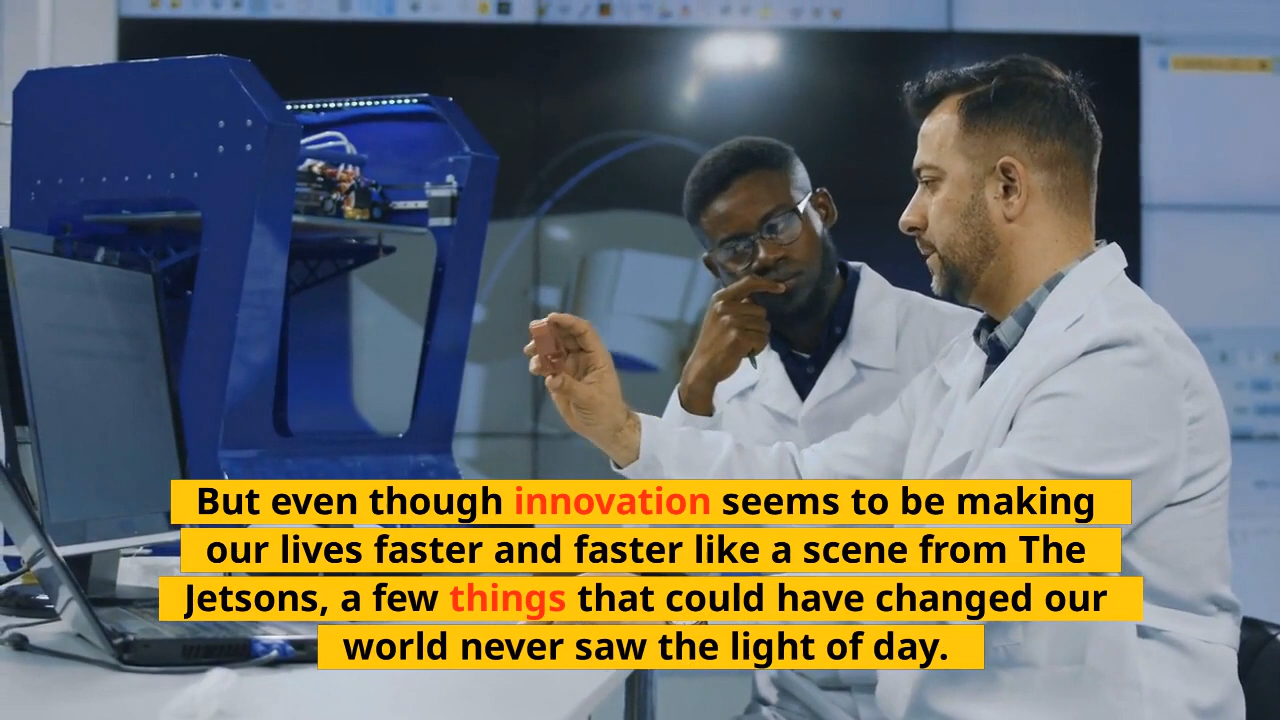 But even though innovation seems to be making
our lives faster and faster like a scene from The
Jetsons, a few things that could have changed our
world never saw the light of day.